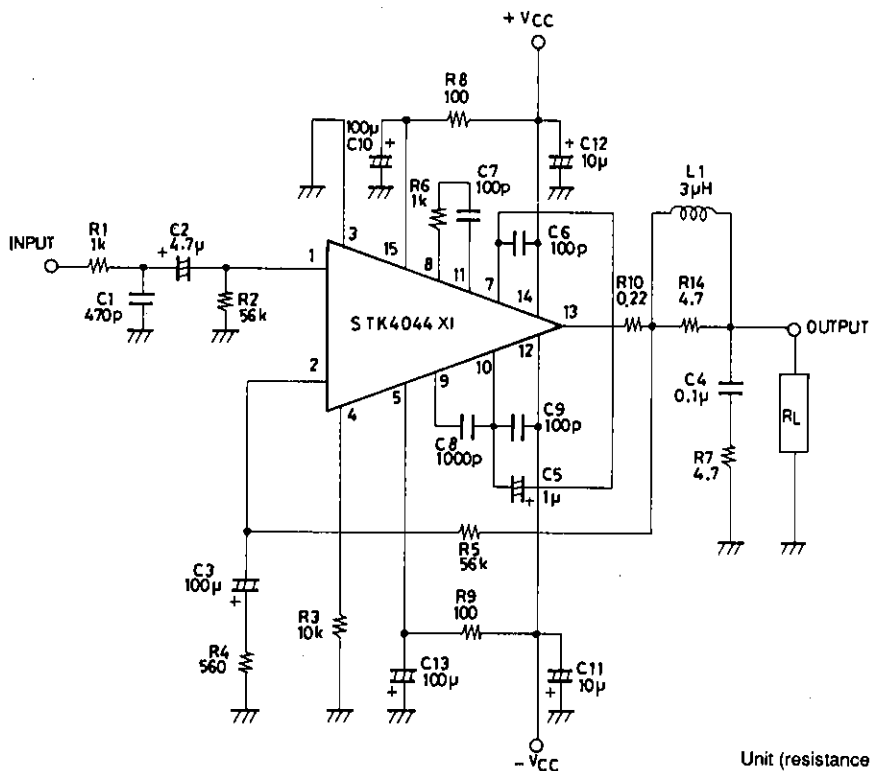 + VCC
R8
100
100µ
C10
+
+
C12
10µ
L1
3µH
C7
100p
R6
1k
C6
100p
R1
1k
C2
4.7µ
+
INPUT
3
15
8
11
7
14
13
1
R10
0.22
R14
4.7
OUTPUT
C1
470p
R2
56k
STK4044 XI
12
10
9
2
5
4
C4
0.1µ
RL
C9
100p
C8
1000p
C5
1µ
+
R7
4.7
R5
56k
C3
100µ
+
R9
100
R3
10k
R4
560
C13
100µ
+
C11
10µ
+
- VCC
Unit (resistance